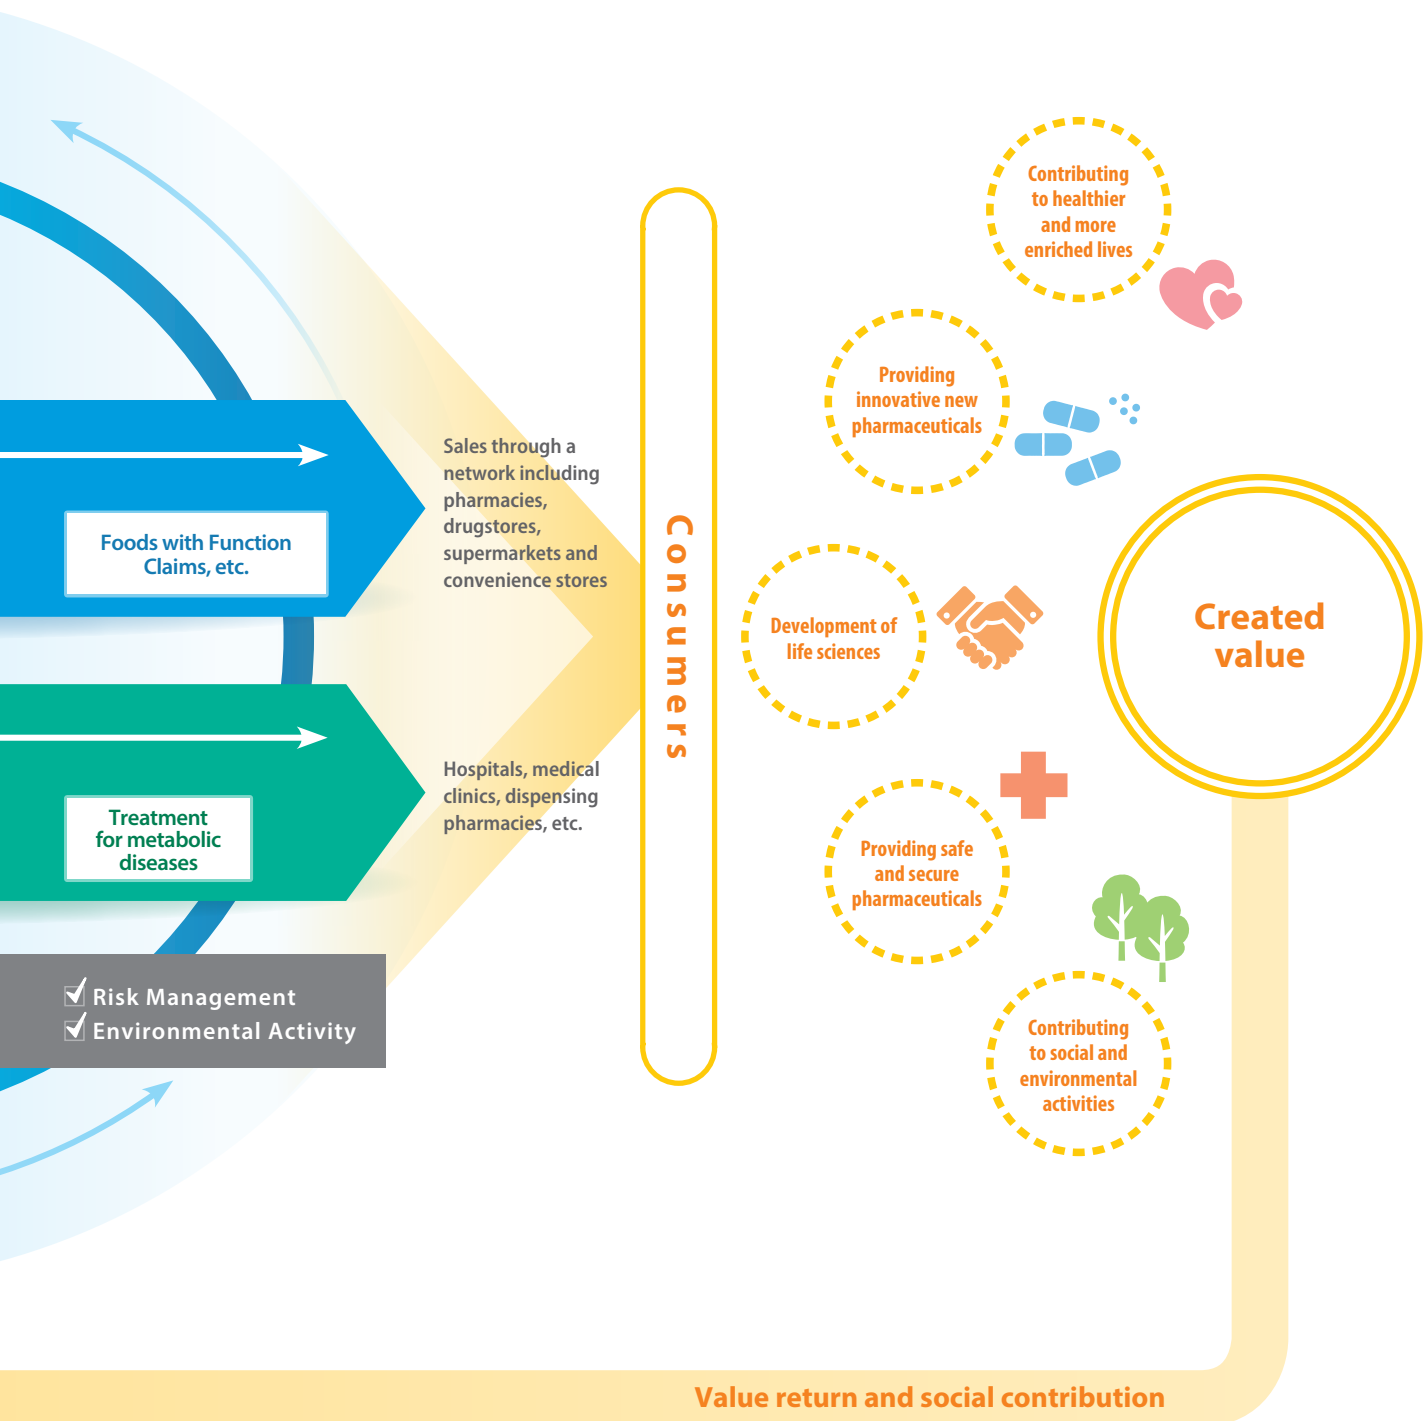 Foods with Function
Claims, etc.
Treatment
for metabolic
diseases
Risk Management
Environmental Activity
Sales through a
network including
pharmacies,
drugstores,
supermarkets and
convenience stores
Hospitals, medical
clinics, dispensing
pharmacies, etc.
Consumers
Contributing
to healthier
and more
enriched lives
Providing
innovative new
pharmaceuticals
Development of
life sciences
Providing safe
and secure
pharmaceuticals
Contributing
to social and
environmental
activities
Created
value
Value return and social contribution